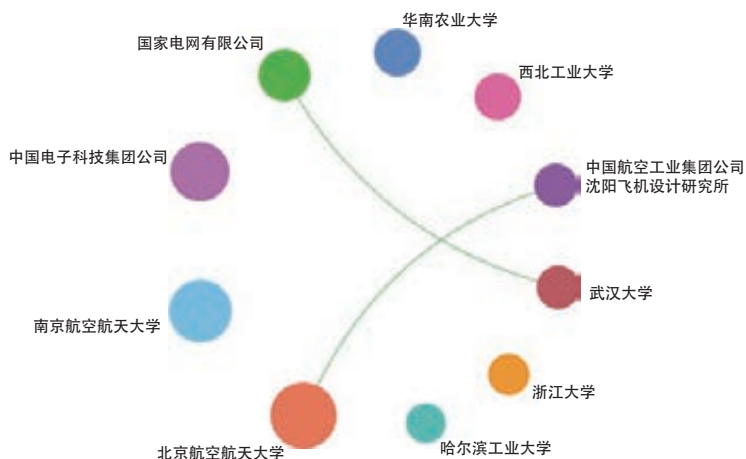 华南农业大学
国家电网有限公司
西北工业大学
中国电子科技集团公司
中国航空工业集团公司
沈阳飞机设计研究所
武汉大学
南京航空航天大学
浙江大学
哈尔滨工业大学
北京航空航天大学